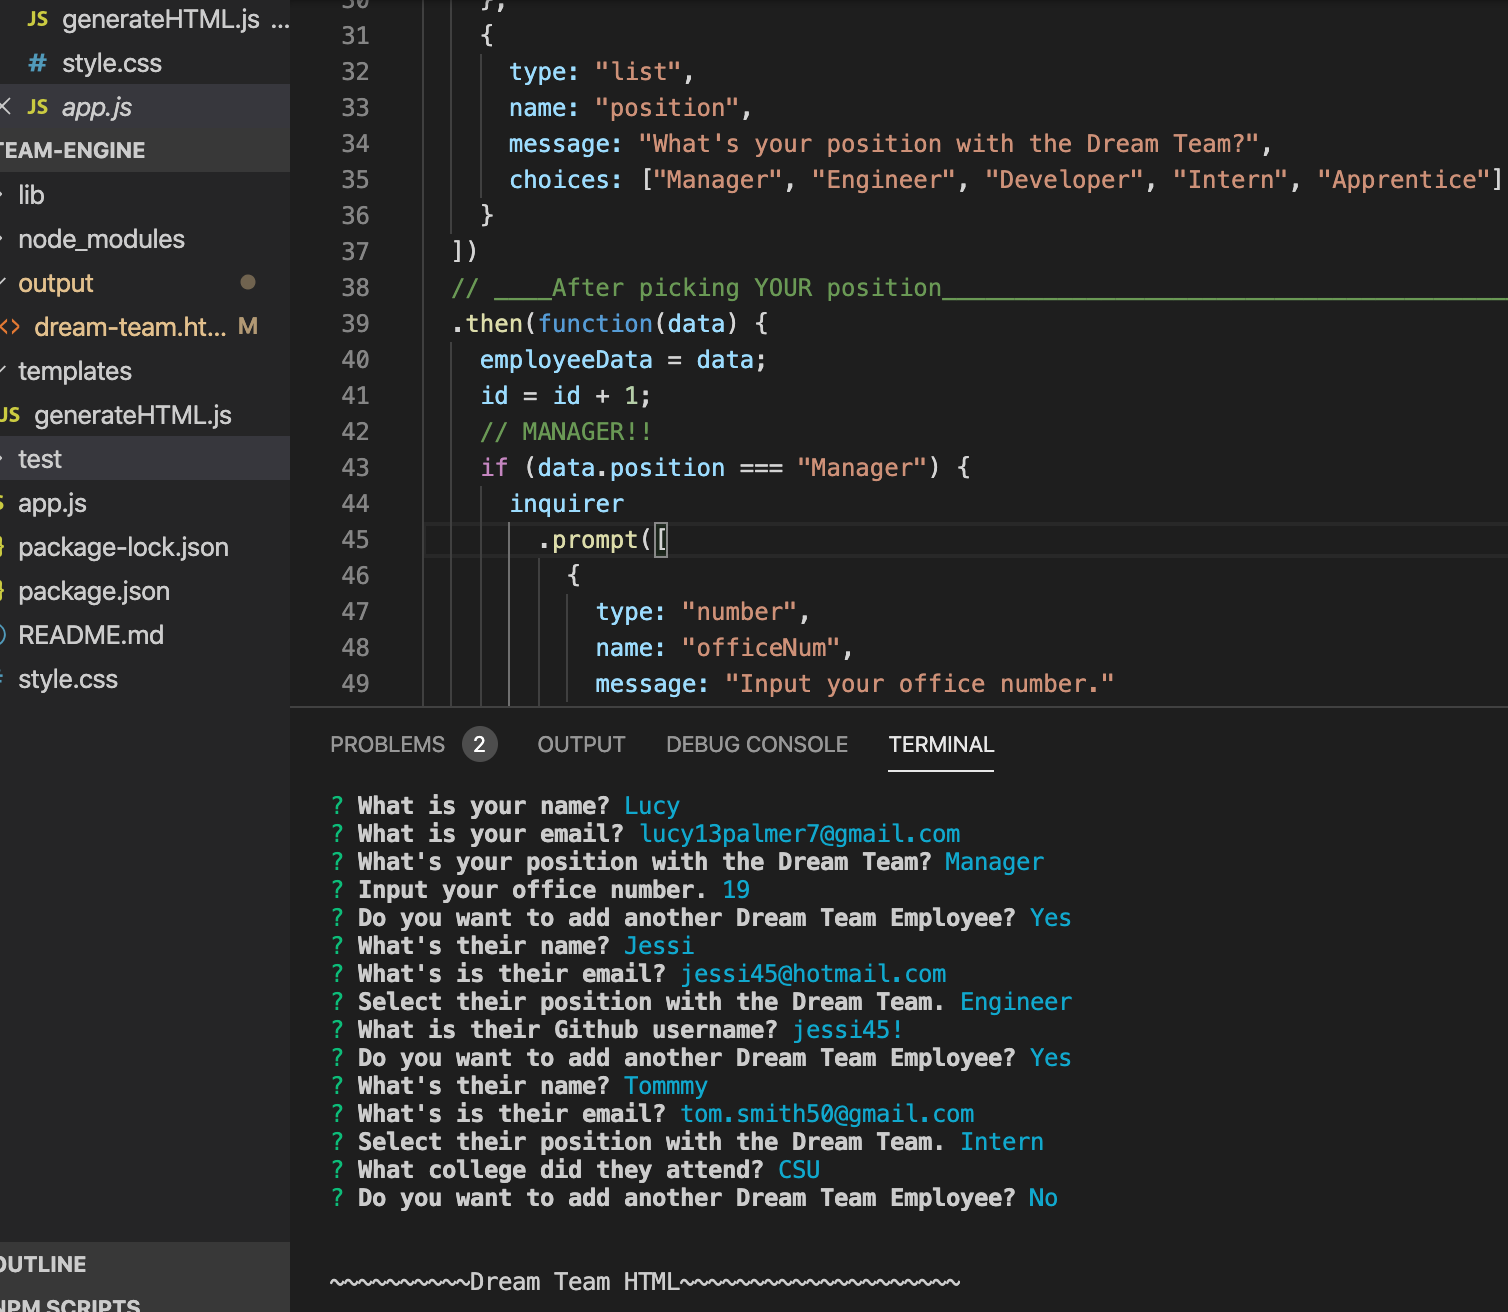 JS generateHTML.js ...
# style.css
JS app.js
TEAM-ENGINE
lib
node_modules
output
<> dream-team.ht... M
templates
JS generateHTML.js
test
app.js
package-lock.json
package.json
README.md
style.css
OUTLINE
NPM SCRIPTS
30 },
31 {
32 type: "list",
33 name: "position",
34 message: "What's your position with the Dream Team?",
35 choices: ["Manager", "Engineer", "Developer", "Intern", "Apprentice"]
36 }
37 ])
38 // ____After picking YOUR position_______________________________________
39 .then(function(data) {
40 employeeData = data;
41 id = id + 1;
42 // MANAGER!!
43 if (data.position === "Manager") {
44 inquirer
45 .prompt([
46 {
47 type: "number",
48 name: "officeNum",
49 message: "Input your office number."
PROBLEMS 2 OUTPUT DEBUG CONSOLE TERMINAL
? What is your name? Lucy
? What is your email? lucy13palmer7@gmail.com
? What's your position with the Dream Team? Manager
? Input your office number. 19
? Do you want to add another Dream Team Employee? Yes
? What's their name? Jessi
? What's is their email? jessi45@hotmail.com
? Select their position with the Dream Team. Engineer
? What is their Github username? jessi45!
? Do you want to add another Dream Team Employee? Yes
? What's their name? Tommmy
? What's is their email? tom.smith50@gmail.com
? Select their position with the Dream Team. Intern
? What college did they attend? CSU
? Do you want to add another Dream Team Employee? No
~~~~~~~~~~Dream Team HTML~~~~~~~~~~~~~~~~~~~~